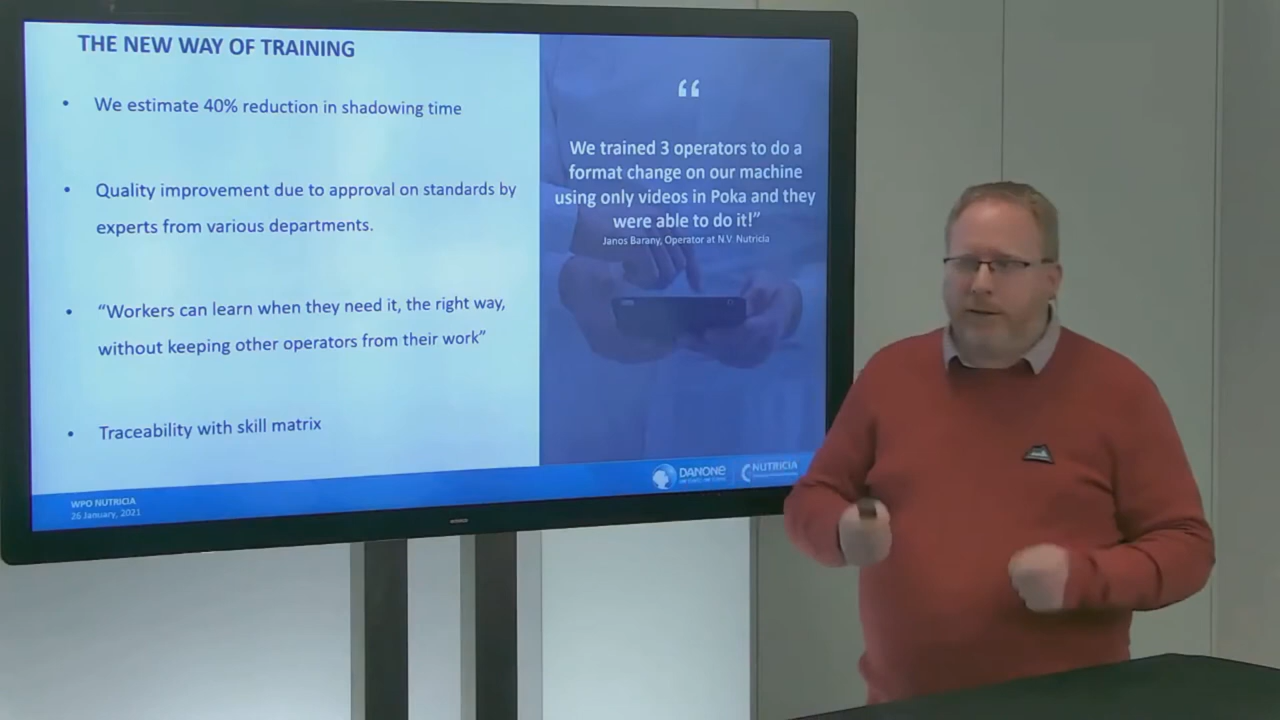 THE NEW WAY OF TRAINING
• We estimate 40% reduction in shadowing time
• Quality improvement due to approval on standards by
experts from various departments.
• “Workers can learn when they need it, the right way,
without keeping other operators from their work”
• Traceability with skill matrix
“
We trained 3 operators to do a
format change on our machine
using only videos in Poka and they
were able to do it!”
Janos Barany, Operator at N.V. Nutricia
DANONE
NUTRICIA
WPO NUTRICIA
26 January, 2021